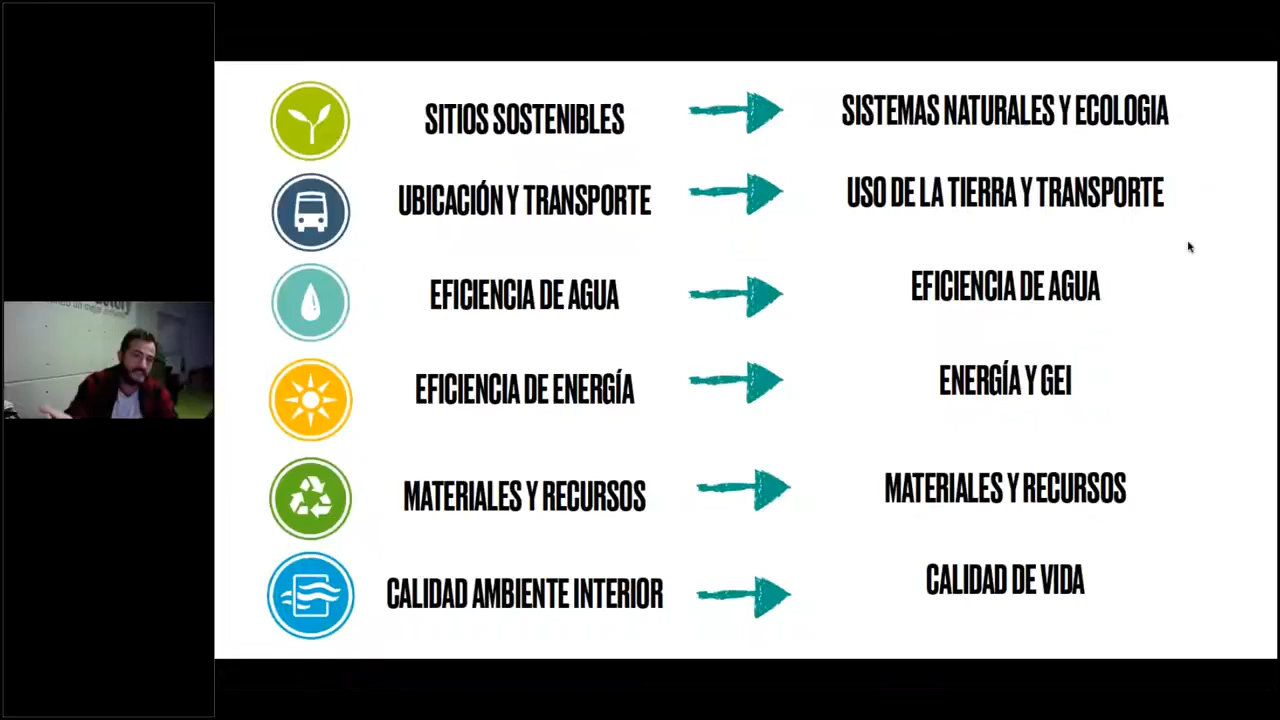 SITIOS SOSTENIBLES
SISTEMAS NATURALES Y ECOLOGIA
UBICACIÓN Y TRANSPORTE
USO DE LA TIERRA Y TRANSPORTE
EFICIENCIA DE AGUA
EFICIENCIA DE AGUA
EFICIENCIA DE ENERGÍA
ENERGÍA Y GEI
MATERIALES Y RECURSOS
MATERIALES Y RECURSOS
CALIDAD AMBIENTE INTERIOR
CALIDAD DE VIDA